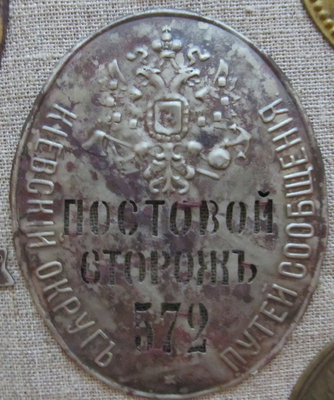 КІЕВСКІЙ ОКРУГЪ
ПУТЕЙ СООБЩЕНІЯ
ПОСТОВОЙ
СТОРОЖЪ
572